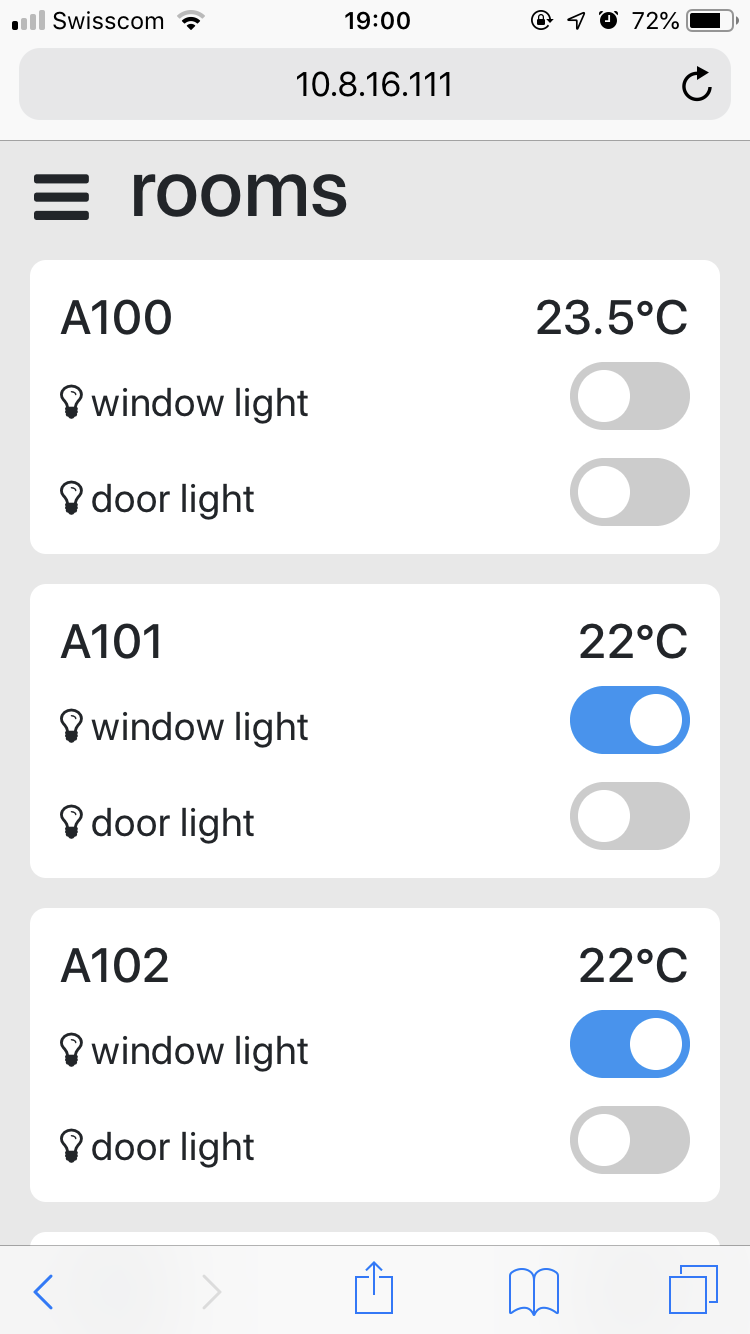 Swisscom 19:00 72%
10.8.16.111
rooms
A100 23.5°C
window light
door light
A101 22°C
window light
door light
A102 22°C
window light
door light